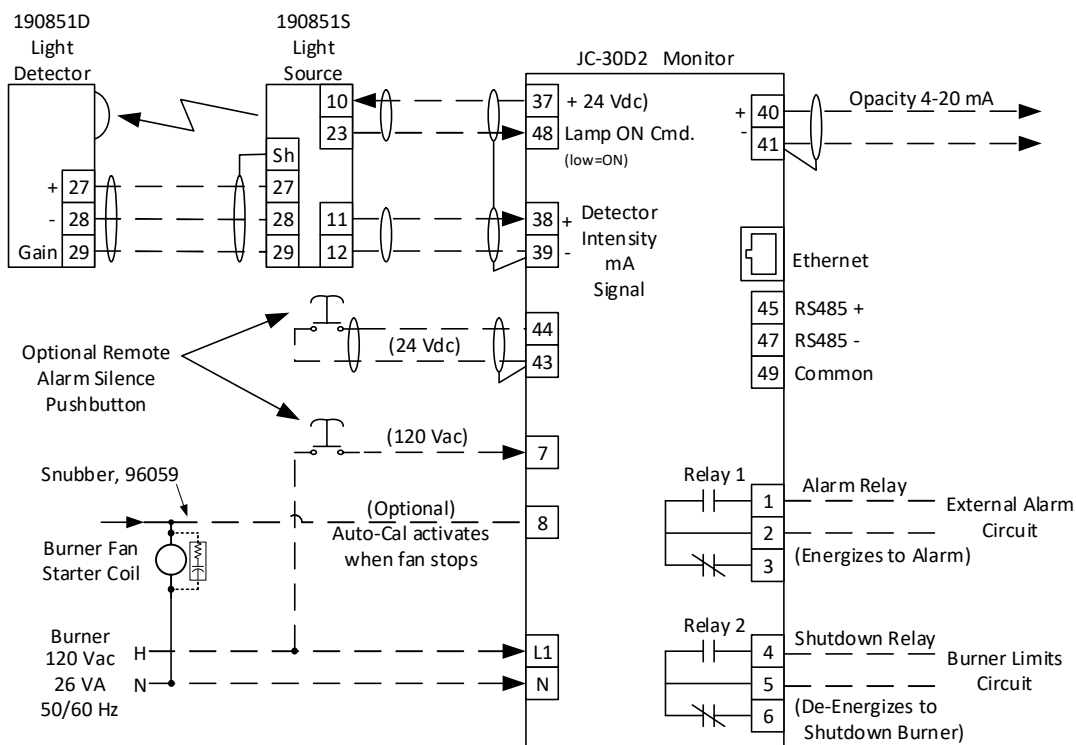 190851D
Light
Detector
190851S
Light
Source
JC-30D2 Monitor
10
23
Sh
27
28
29
11
12
+ 27
- 28
Gain 29
37 + 24 Vdc)
48 Lamp ON Cmd.
(low=ON)
38 + Detector
Intensity
39 - mA
Signal
+ 40 Opacity 4-20 mA
- 41
Ethernet
45 RS485 +
47 RS485 -
49 Common
Optional Remote
Alarm Silence
Pushbutton
(24 Vdc)
44
43
(120 Vac)
7
Snubber, 96059
(Optional)
Auto-Cal activates
when fan stops
8
Burner Fan
Starter Coil
Burner
120 Vac H
26 VA N
50/60 Hz
L1
N
Relay 1
1 Alarm Relay
2
3 (Energizes to Alarm)
External Alarm
Circuit
Relay 2
4 Shutdown Relay
5
6 (De-Energizes to
Shutdown Burner)
Burner Limits
Circuit